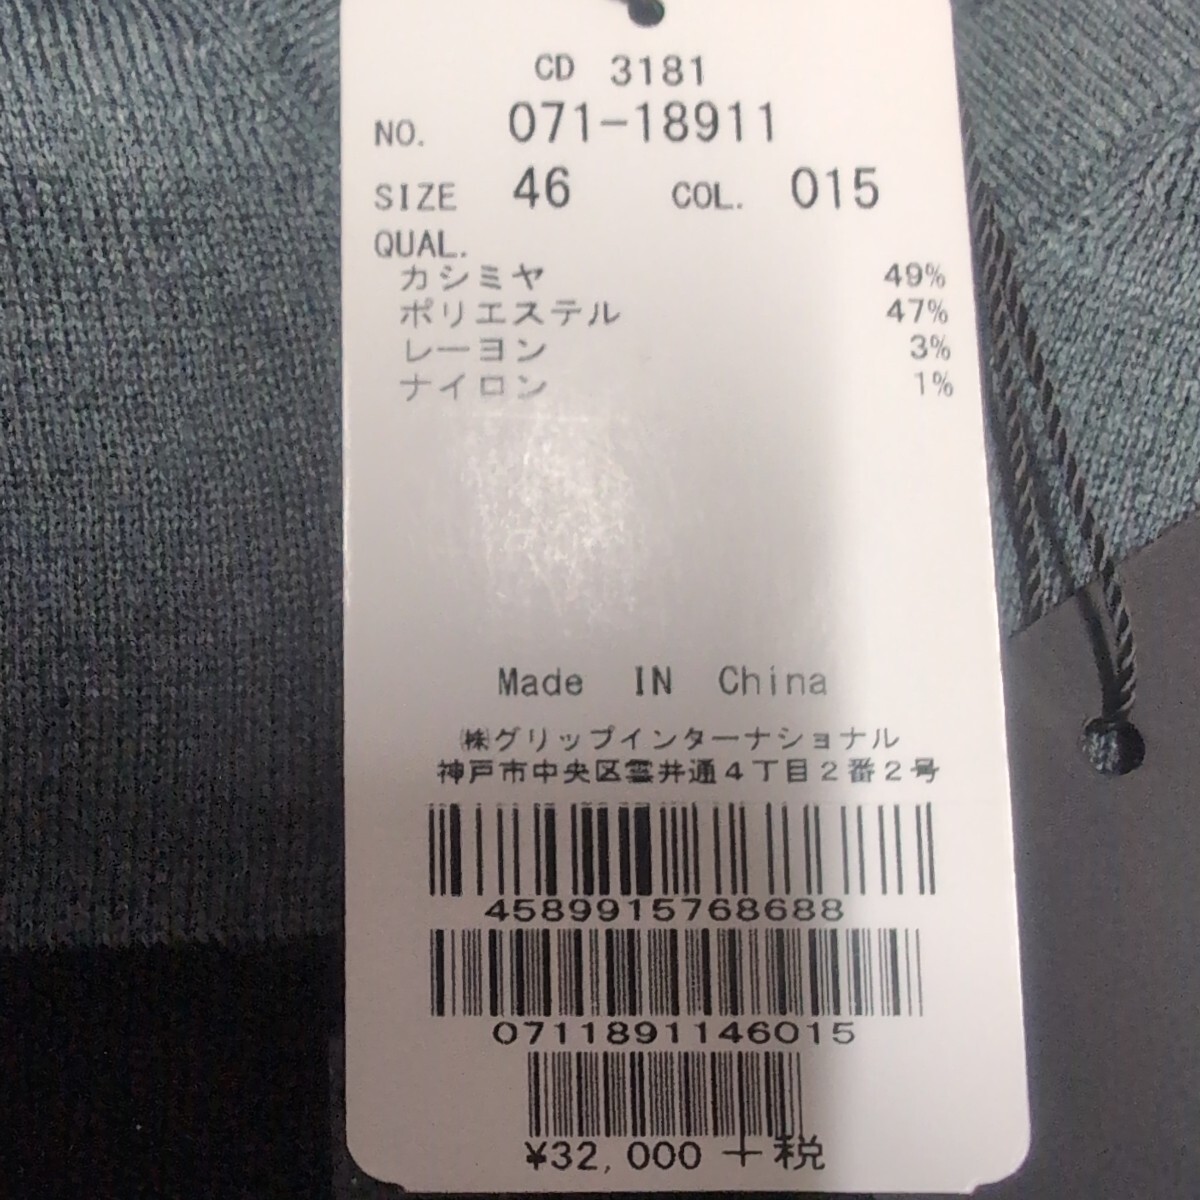 CD 3181
NO. 071-18911
SIZE 46 COL. 015
QUAL.
カシミヤ 49%
ポリエステル 47%
レーヨン 3%
ナイロン 1%
Made IN China
㈱グリップインターナショナル
神戸市中央区雲井通4丁目2番2号
4589915768688
0711891146015
¥32,000+税